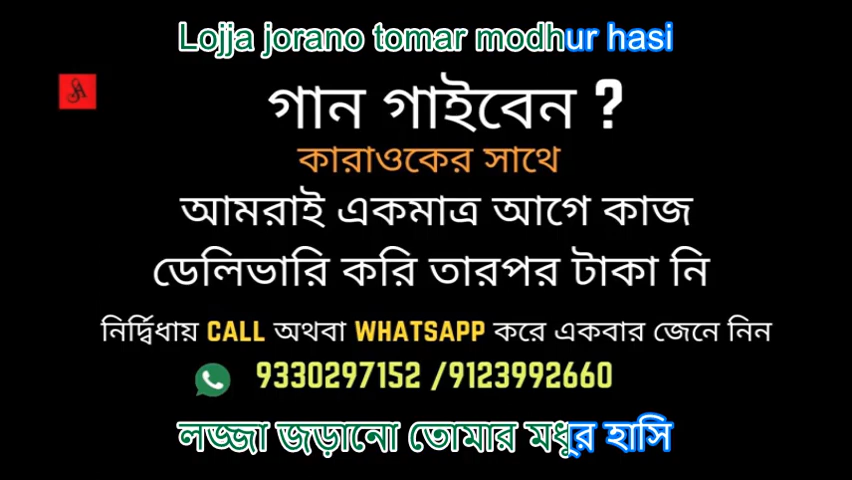 Lojja jorano tomar modhur hasi
গান গাইবেন ?
কারাওকের সাথে
আমরাই একমাত্র আগে কাজ
ডেলিভারি করি তারপর টাকা নি
নির্দ্বিধায় CALL অথবা WHATSAPP করে একবার জেনে নিন
9330297152 /9123992660
লজ্জা জড়ানো তোমার মধুর হাসি